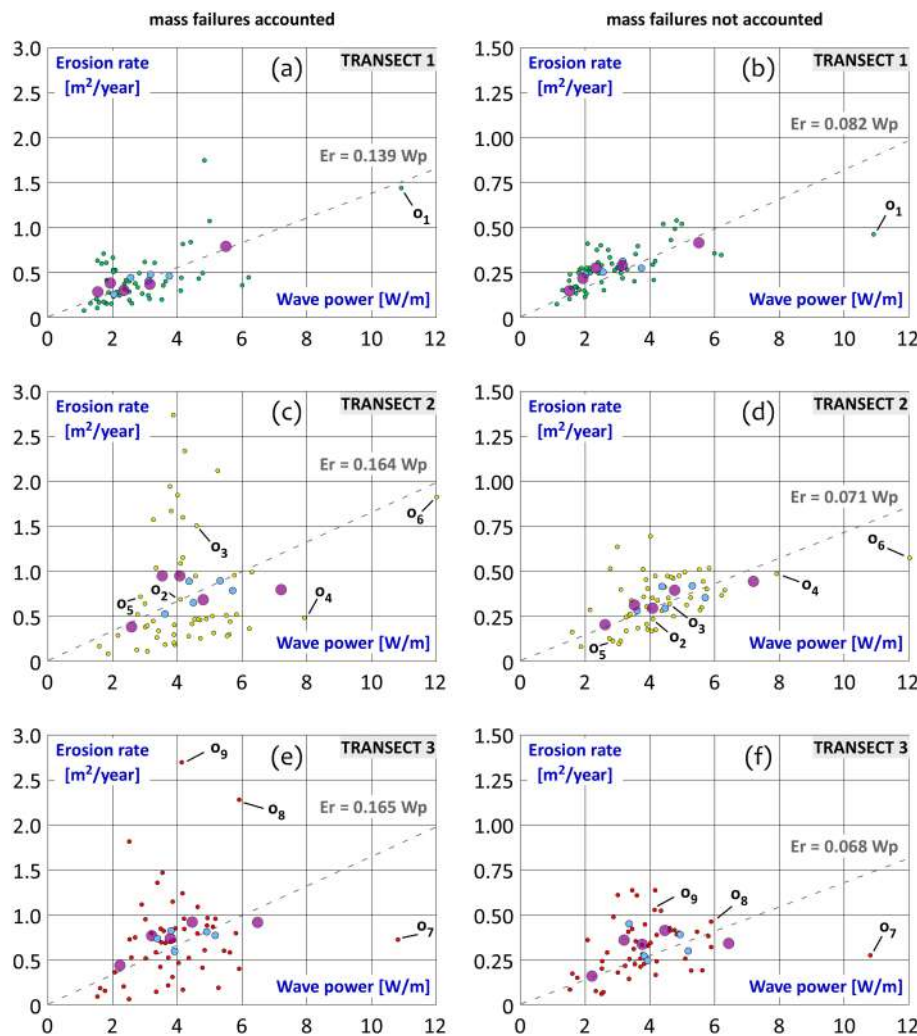 mass failures accounted
mass failures not accounted
3.0
2.5
2.0
1.5
1.0
0.5
0
Erosion rate
[m²/year]
(a)
TRANSECT 1
Er = 0.139 Wp
o₁
Wave power [W/m]
0 2 4 6 8 10 12
1.50
1.25
1.00
0.75
0.50
0.25
0
Erosion rate
[m²/year]
(b)
TRANSECT 1
Er = 0.082 Wp
o₁
Wave power [W/m]
0 2 4 6 8 10 12
3.0
2.5
2.0
1.5
1.0
0.5
0
Erosion rate
[m²/year]
(c)
TRANSECT 2
Er = 0.164 Wp
o₆
o₃
o₂
o₅
o₄
Wave power [W/m]
0 2 4 6 8 10 12
1.50
1.25
1.00
0.75
0.50
0.25
0
Erosion rate
[m²/year]
(d)
TRANSECT 2
Er = 0.071 Wp
o₆
o₄
o₃
o₂
o₅
Wave power [W/m]
0 2 4 6 8 10 12
3.0
2.5
2.0
1.5
1.0
0.5
0
Erosion rate
[m²/year]
(e)
TRANSECT 3
o₉
o₈
Er = 0.165 Wp
o₇
Wave power [W/m]
0 2 4 6 8 10 12
1.50
1.25
1.00
0.75
0.50
0.25
0
Erosion rate
[m²/year]
(f)
TRANSECT 3
Er = 0.068 Wp
o₉
o₈
o₇
Wave power [W/m]
0 2 4 6 8 10 12